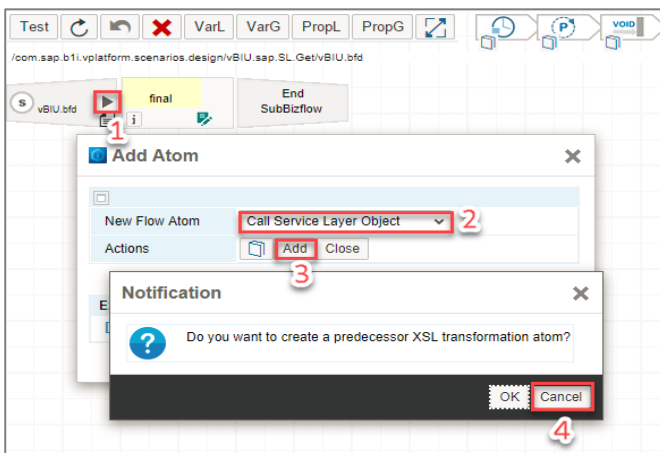 Test VarL VarG PropL PropG P VOID
/com.sap.b1i.vplatform.scenarios.design/vBIU.sap.SL.Get/vBIU.bfd
S vBIU.bfd final End
SubBizflow
i
1
Add Atom
New Flow Atom Call Service Layer Object 2
Actions Add Close
3
E
Notification
Do you want to create a predecessor XSL transformation atom?
OK Cancel
4